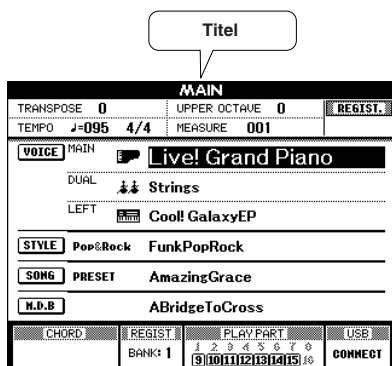 Titel
MAIN
TRANSPOSE 0 UPPER OCTAVE 0 REGIST.
TEMPO ♩=095 4/4 MEASURE 001
VOICE MAIN Live! Grand Piano
DUAL Strings
LEFT Cool! GalaxyEP
STYLE Pop&Rock FunkPopRock
SONG PRESET AmazingGrace
M.D.B ABridgeToCross
CHORD REGIST PLAY PART USB
BANK: 1 1 2 3 4 5 6 7 8 CONNECT
9 10 11 12 13 14 15 16